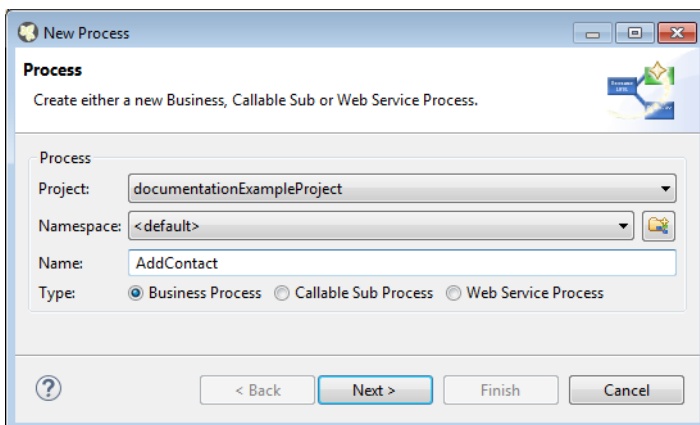 New Process
Process
Create either a new Business, Callable Sub or Web Service Process.
Process
Project: documentationExampleProject
Namespace: <default>
Name: AddContact
Type: Business Process Callable Sub Process Web Service Process
? < Back Next > Finish Cancel